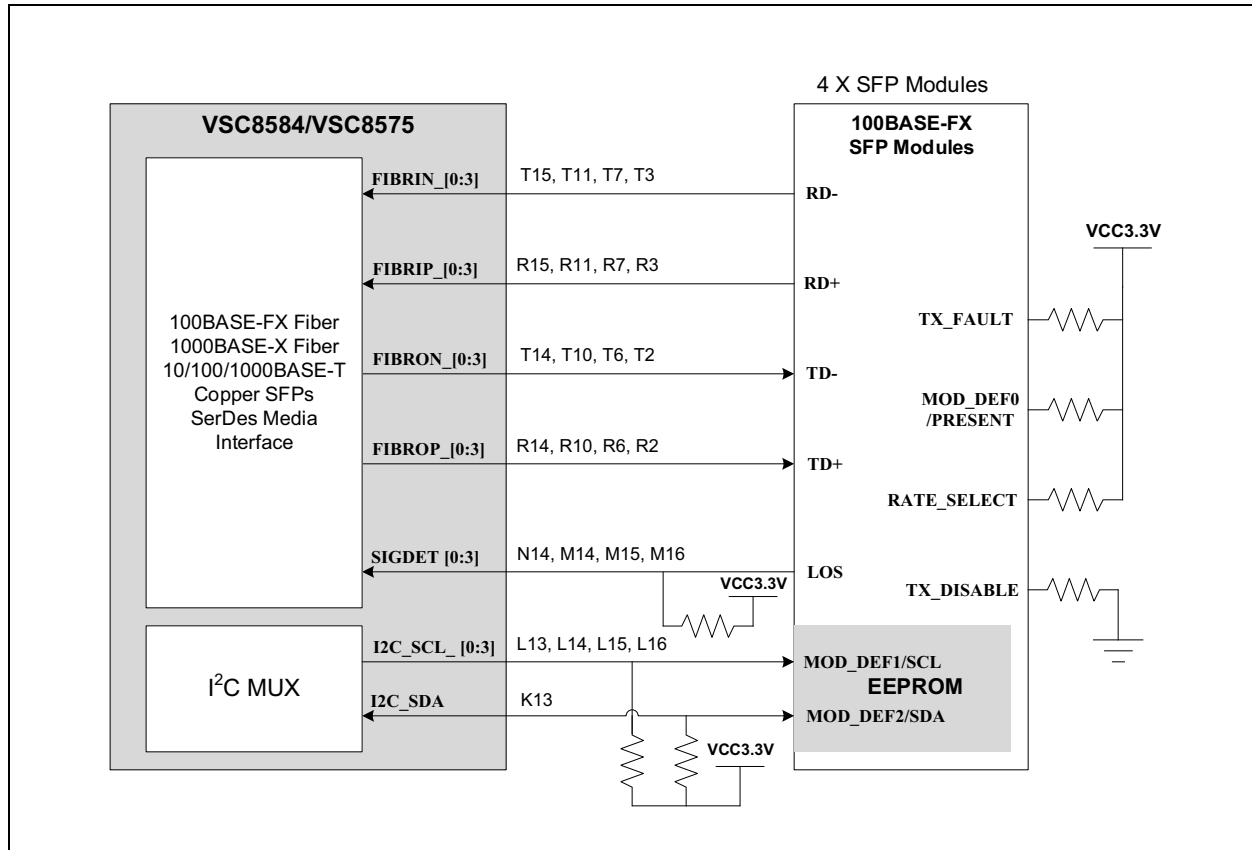 4 X SFP Modules
VSC8584/VSC8575
100BASE-FX
SFP Modules
FIBRIN_[0:3]
T15, T11, T7, T3
RD-
VCC3.3V
FIBRIP_[0:3]
R15, R11, R7, R3
RD+
100BASE-FX Fiber
1000BASE-X Fiber
10/100/1000BASE-T
Copper SFPs
SerDes Media
Interface
TX_FAULT
FIBRON_[0:3]
T14, T10, T6, T2
TD-
MOD_DEF0
/PRESENT
FIBROP_[0:3]
R14, R10, R6, R2
TD+
RATE_SELECT
SIGDET [0:3]
N14, M14, M15, M16
LOS
VCC3.3V
TX_DISABLE
I2C_SCL_ [0:3]
L13, L14, L15, L16
MOD_DEF1/SCL
I2C MUX
EEPROM
I2C_SDA
K13
MOD_DEF2/SDA
VCC3.3V